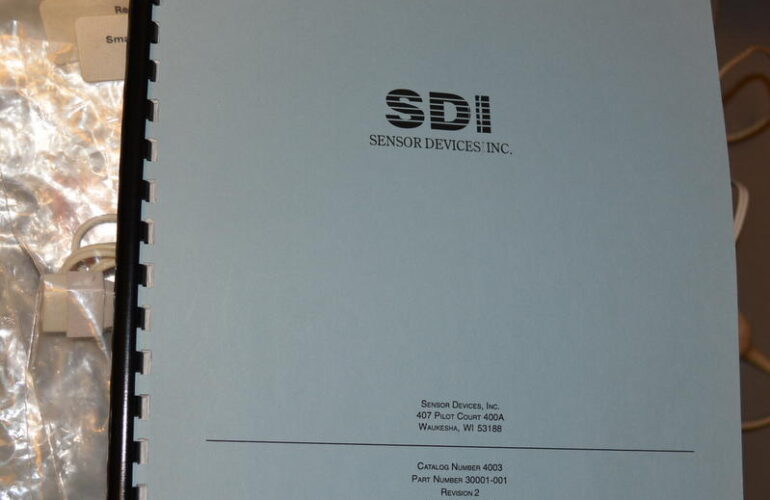 Sma
SDI
SENSOR DEVICES INC.
SENSOR DEVICES, INC.
407 PILOT COURT 400A
WAUKESHA, WI 53188
CATALOG NUMBER 4003
PART NUMBER 30001-001
REVISION 2